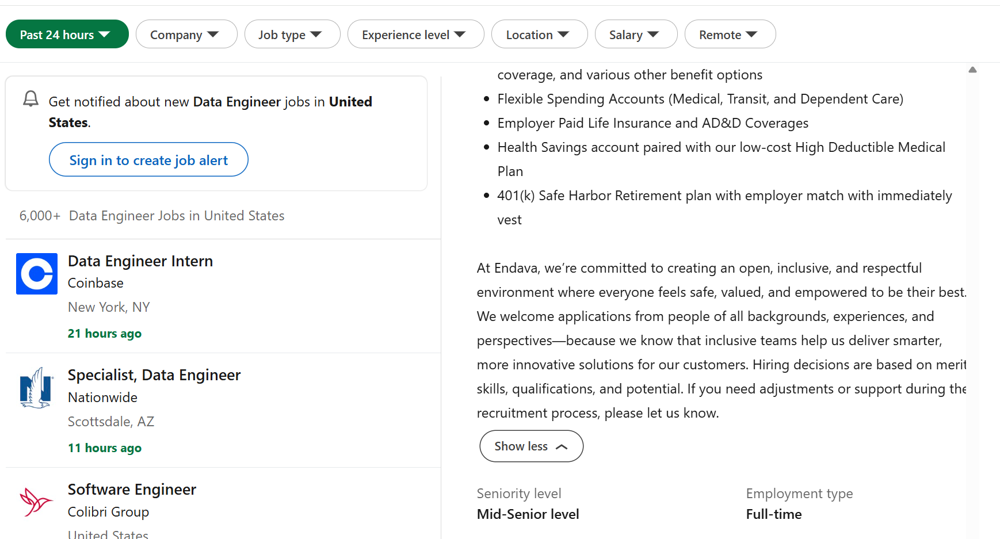 Past 24 hours
Company
Job type
Experience level
Location
Salary
Remote
Get notified about new Data Engineer jobs in United
States.
Sign in to create job alert
6,000+ Data Engineer Jobs in United States
Data Engineer Intern
Coinbase
New York, NY
21 hours ago
Specialist, Data Engineer
Nationwide
Scottsdale, AZ
11 hours ago
Software Engineer
Colibri Group
United States
coverage, and various other benefit options
• Flexible Spending Accounts (Medical, Transit, and Dependent Care)
• Employer Paid Life Insurance and AD&D Coverages
• Health Savings account paired with our low-cost High Deductible Medical
Plan
• 401(k) Safe Harbor Retirement plan with employer match with immediately
vest
At Endava, we’re committed to creating an open, inclusive, and respectful
environment where everyone feels safe, valued, and empowered to be their best.
We welcome applications from people of all backgrounds, experiences, and
perspectives—because we know that inclusive teams help us deliver smarter,
more innovative solutions for our customers. Hiring decisions are based on merit
skills, qualifications, and potential. If you need adjustments or support during the
recruitment process, please let us know.
Show less
Seniority level
Mid-Senior level
Employment type
Full-time